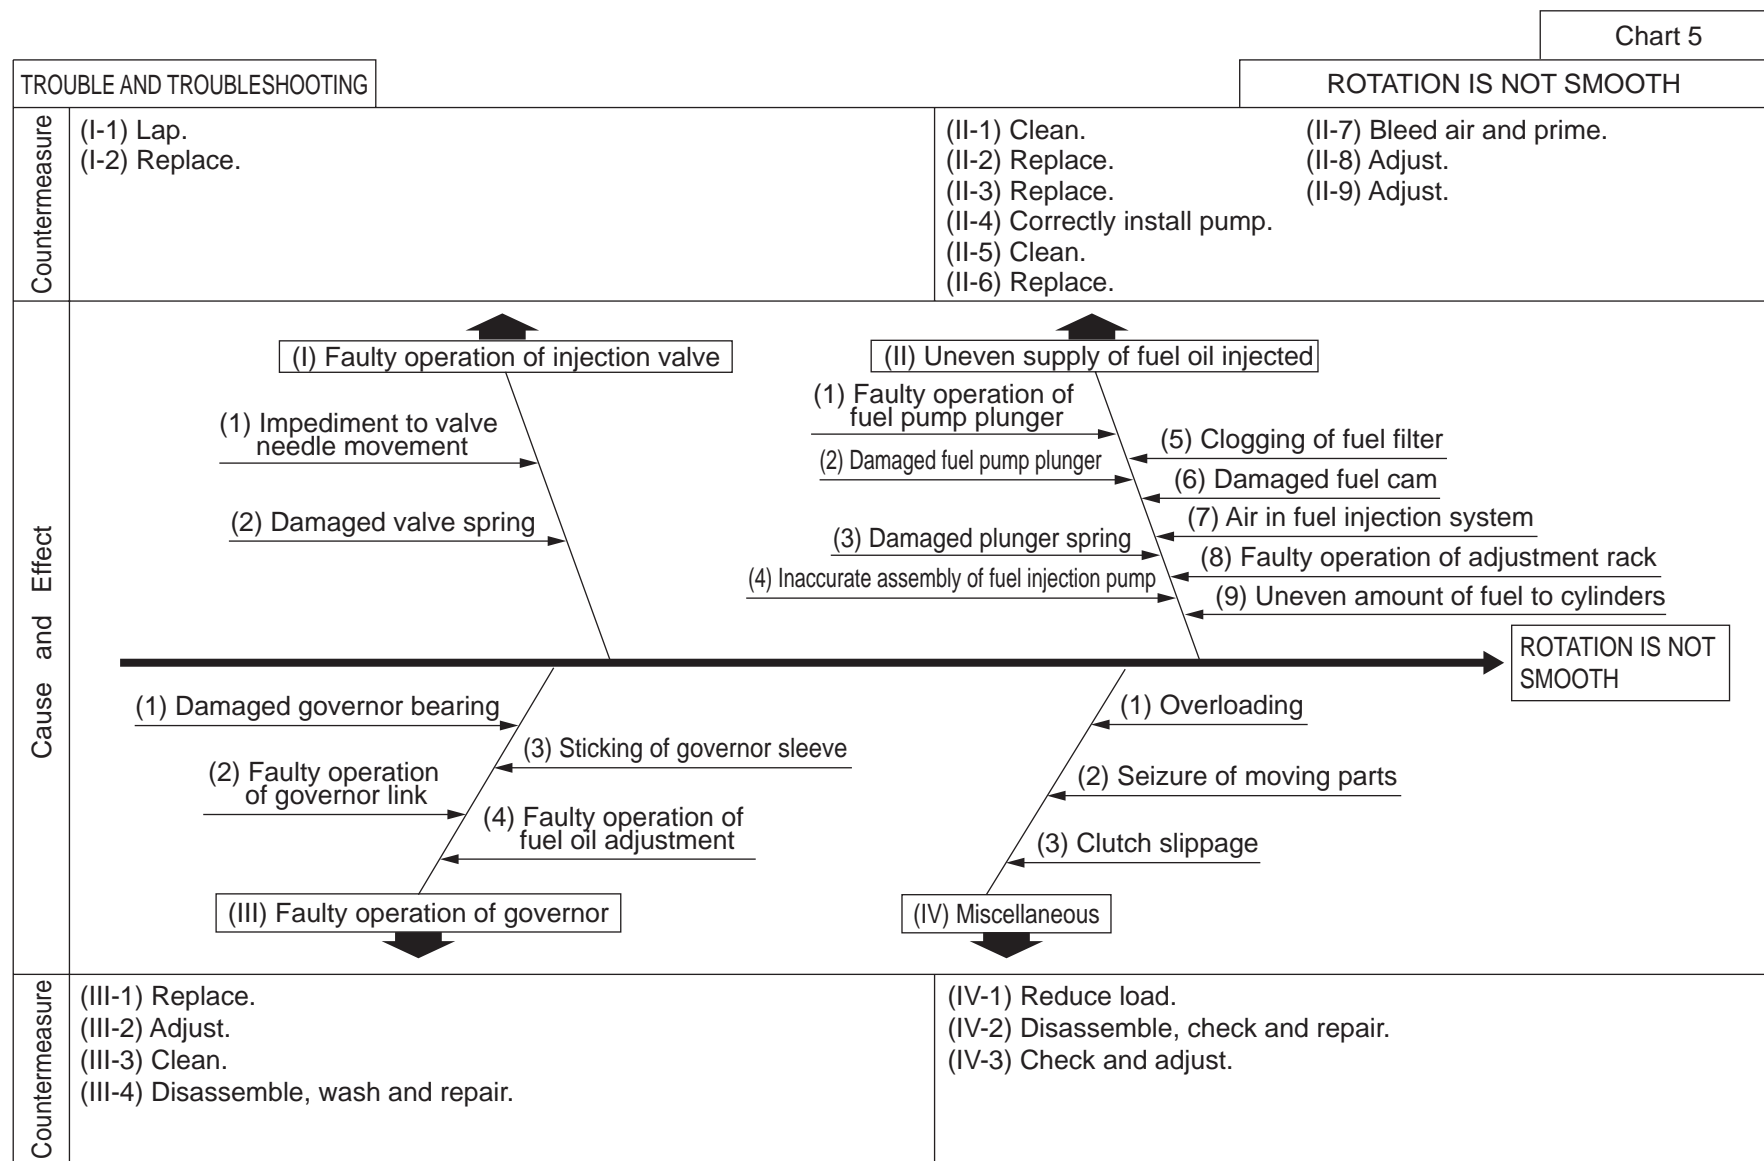 Chart 5
TROUBLE AND TROUBLESHOOTING
ROTATION IS NOT SMOOTH
Countermeasure
(I-1) Lap.
(I-2) Replace.
(II-1) Clean.
(II-2) Replace.
(II-3) Replace.
(II-4) Correctly install pump.
(II-5) Clean.
(II-6) Replace.
(II-7) Bleed air and prime.
(II-8) Adjust.
(II-9) Adjust.
Cause and Effect
(I) Faulty operation of injection valve
(1) Impediment to valve
needle movement
(2) Damaged valve spring
(II) Uneven supply of fuel oil injected
(1) Faulty operation of
fuel pump plunger
(2) Damaged fuel pump plunger
(3) Damaged plunger spring
(4) Inaccurate assembly of fuel injection pump
(5) Clogging of fuel filter
(6) Damaged fuel cam
(7) Air in fuel injection system
(8) Faulty operation of adjustment rack
(9) Uneven amount of fuel to cylinders
ROTATION IS NOT
SMOOTH
(1) Damaged governor bearing
(2) Faulty operation
of governor link
(3) Sticking of governor sleeve
(4) Faulty operation of
fuel oil adjustment
(III) Faulty operation of governor
(1) Overloading
(2) Seizure of moving parts
(3) Clutch slippage
(IV) Miscellaneous
Countermeasure
(III-1) Replace.
(III-2) Adjust.
(III-3) Clean.
(III-4) Disassemble, wash and repair.
(IV-1) Reduce load.
(IV-2) Disassemble, check and repair.
(IV-3) Check and adjust.